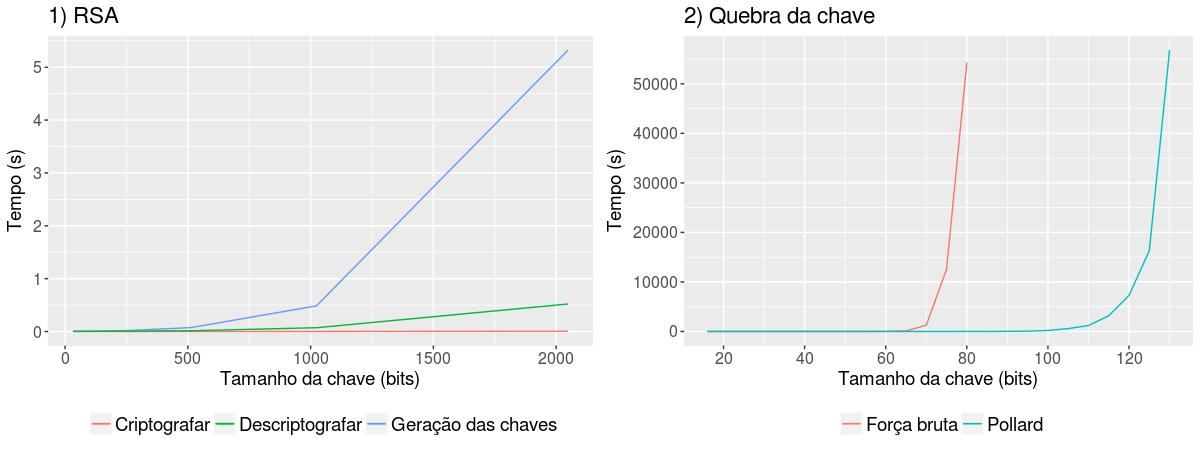 1) RSA
5
4
3
2
1
0
Tempo (s)
0 500 1000 1500 2000
Tamanho da chave (bits)
Criptografar Descriptografar Geração das chaves
2) Quebra da chave
50000
40000
30000
20000
10000
0
Tempo (s)
20 40 60 80 100 120
Tamanho da chave (bits)
Força bruta Pollard